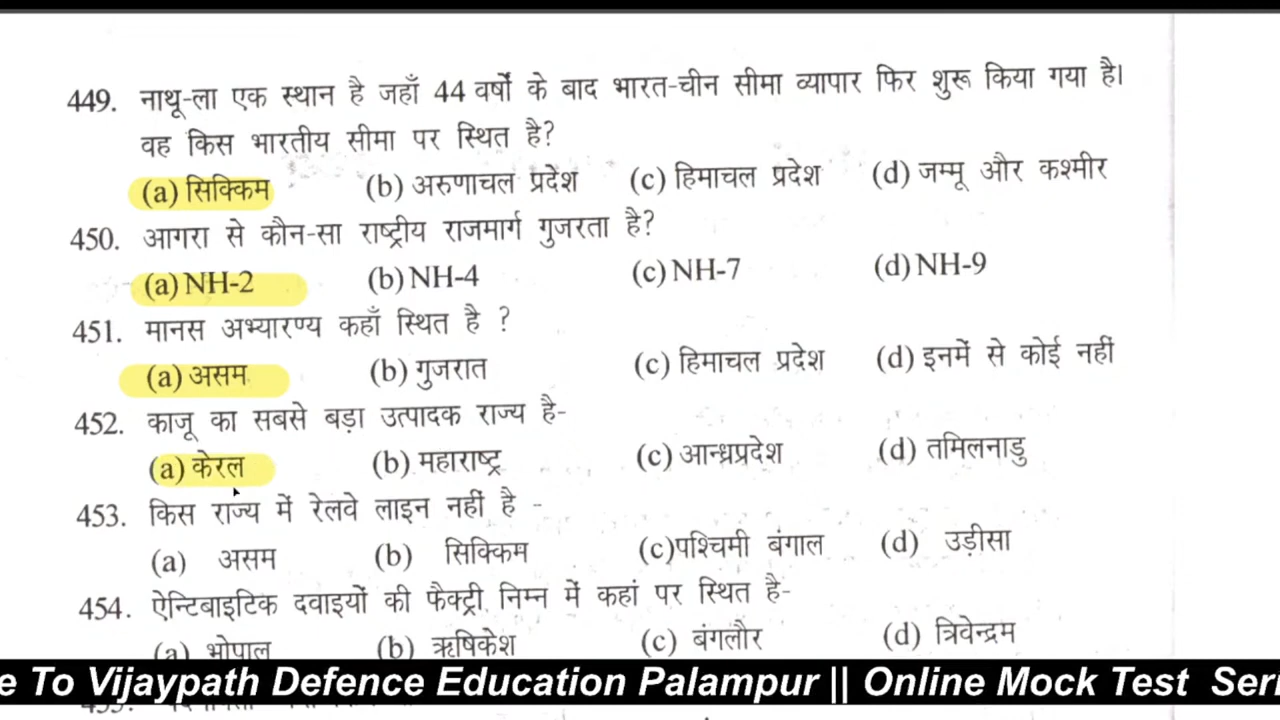 449. नाथू-ला एक स्थान है जहाँ 44 वर्षों के बाद भारत-चीन सीमा व्यापार फिर शुरू किया गया है।
वह किस भारतीय सीमा पर स्थित है?
(a) सिक्किम (b) अरुणाचल प्रदेश (c) हिमाचल प्रदेश (d) जम्मू और कश्मीर
450. आगरा से कौन-सा राष्ट्रीय राजमार्ग गुजरता है?
(a) NH-2 (b) NH-4 (c) NH-7 (d) NH-9
451. मानस अभ्यारण्य कहाँ स्थित है ?
(a) असम (b) गुजरात (c) हिमाचल प्रदेश (d) इनमें से कोई नहीं
452. काजू का सबसे बड़ा उत्पादक राज्य है-
(a) केरल (b) महाराष्ट्र (c) आन्ध्रप्रदेश (d) तमिलनाडु
453. किस राज्य में रेलवे लाइन नहीं है -
(a) असम (b) सिक्किम (c) पश्चिमी बंगाल (d) उड़ीसा
454. ऐन्टिबाइटिक दवाइयों की फैक्ट्री निम्न में कहां पर स्थित है-
(a) भोपाल (b) ऋषिकेश (c) बंगलौर (d) त्रिवेन्द्रम
e To Vijaypath Defence Education Palampur || Online Mock Test Seri